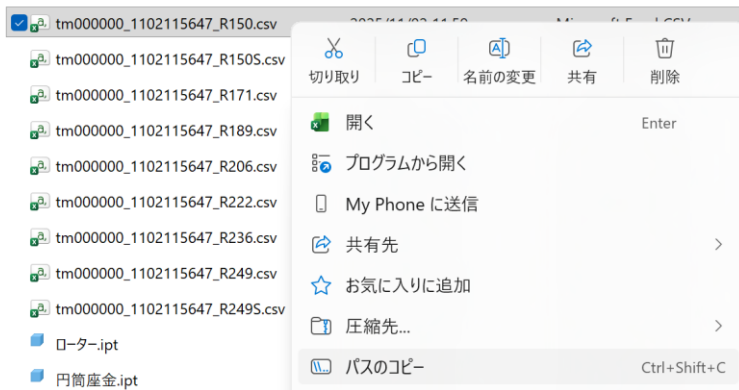 tm000000_1102115647_R150.csv
tm000000_1102115647_R150S.csv
tm000000_1102115647_R171.csv
tm000000_1102115647_R189.csv
tm000000_1102115647_R206.csv
tm000000_1102115647_R222.csv
tm000000_1102115647_R236.csv
tm000000_1102115647_R249.csv
tm000000_1102115647_R249S.csv
ローター.ipt
円筒座金.ipt
切り取り コピー 名前の変更 共有 削除
開く Enter
プログラムから開く
My Phone に送信
共有先
お気に入りに追加
圧縮先...
パスのコピー Ctrl+Shift+C